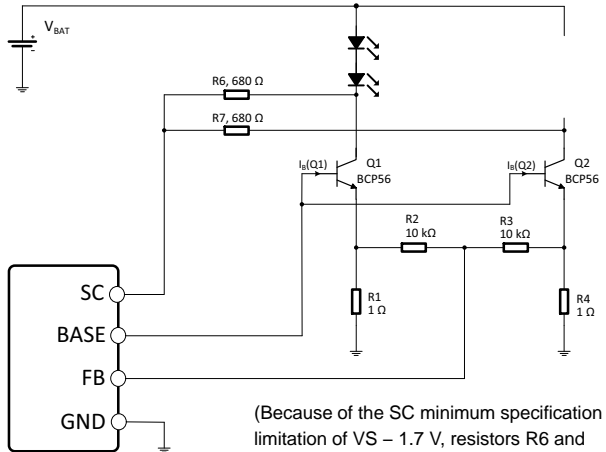 V_BAT
+
-
R6, 680 Ω
R7, 680 Ω
I_B(Q1)
Q1
BCP56
I_B(Q2)
Q2
BCP56
R2
10 kΩ
R3
10 kΩ
R1
1 Ω
R4
1 Ω
SC
BASE
FB
GND
(Because of the SC minimum specification
limitation of VS – 1.7 V, resistors R6 and